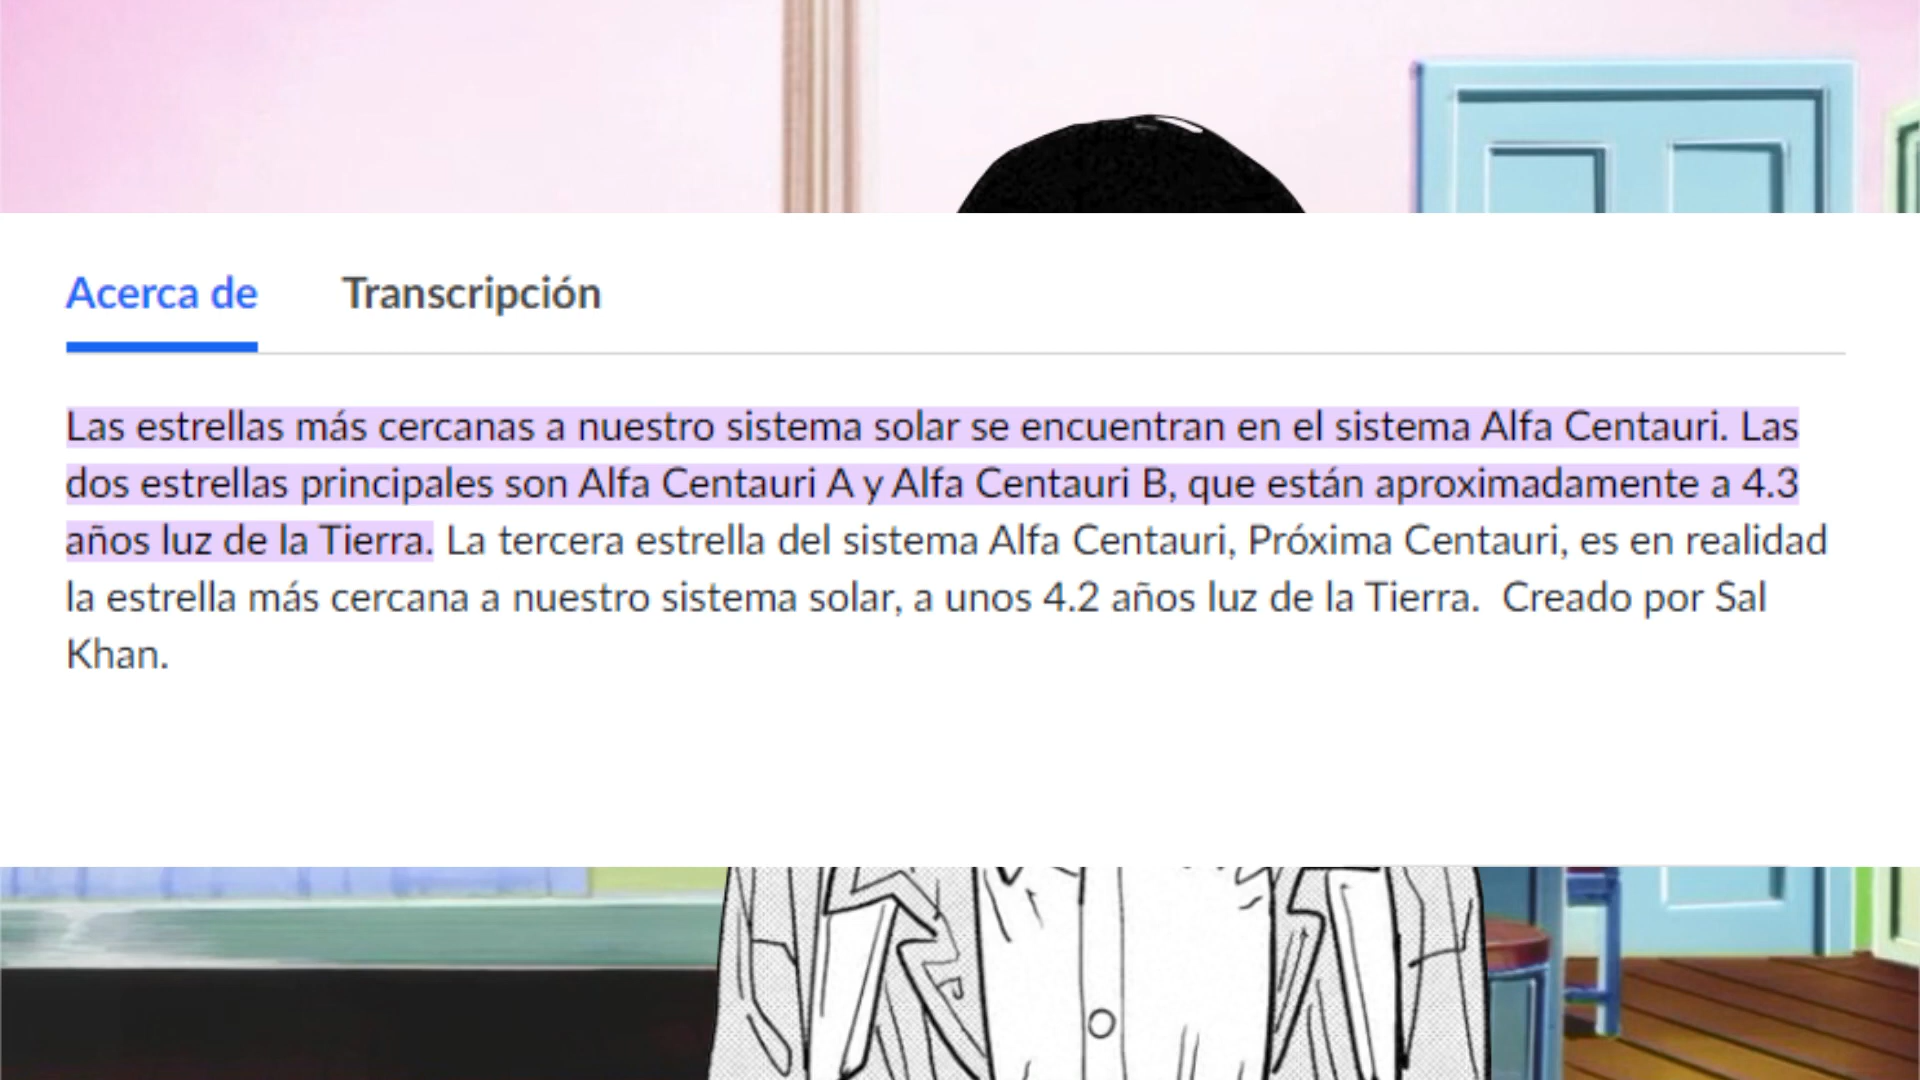 Acerca de Transcripción
Las estrellas más cercanas a nuestro sistema solar se encuentran en el sistema Alfa Centauri. Las
dos estrellas principales son Alfa Centauri A y Alfa Centauri B, que están aproximadamente a 4.3
años luz de la Tierra. La tercera estrella del sistema Alfa Centauri, Próxima Centauri, es en realidad
la estrella más cercana a nuestro sistema solar, a unos 4.2 años luz de la Tierra.  Creado por Sal
Khan.